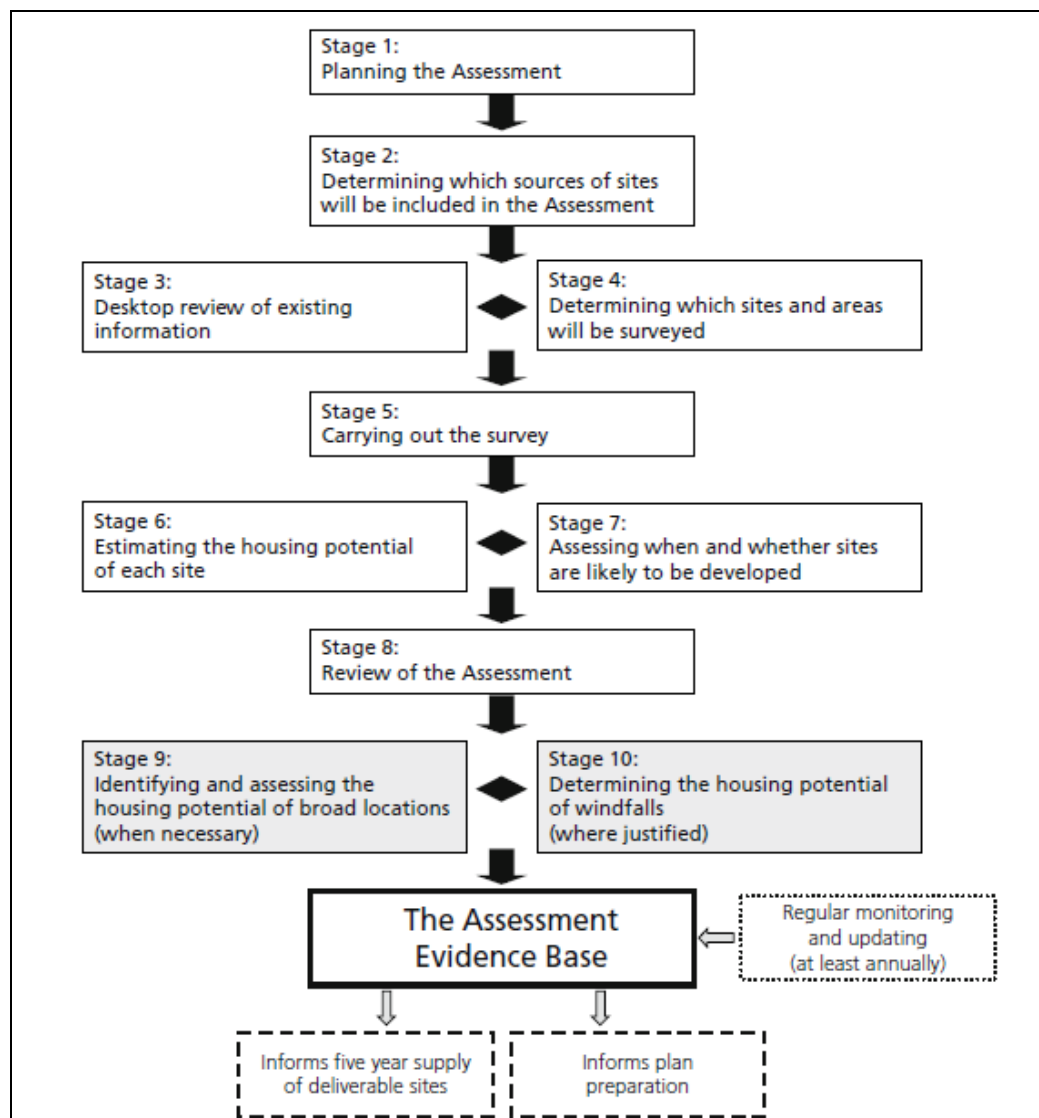 Stage 1:
Planning the Assessment
Stage 2:
Determining which sources of sites
will be included in the Assessment
Stage 3:
Desktop review of existing
information
Stage 4:
Determining which sites and areas
will be surveyed
Stage 5:
Carrying out the survey
Stage 6:
Estimating the housing potential
of each site
Stage 7:
Assessing when and whether sites
are likely to be developed
Stage 8:
Review of the Assessment
Stage 9:
Identifying and assessing the
housing potential of broad locations
(when necessary)
Stage 10:
Determining the housing potential
of windfalls
(where justified)
The Assessment
Evidence Base
Regular monitoring
and updating
(at least annually)
Informs five year supply
of deliverable sites
Informs plan
preparation